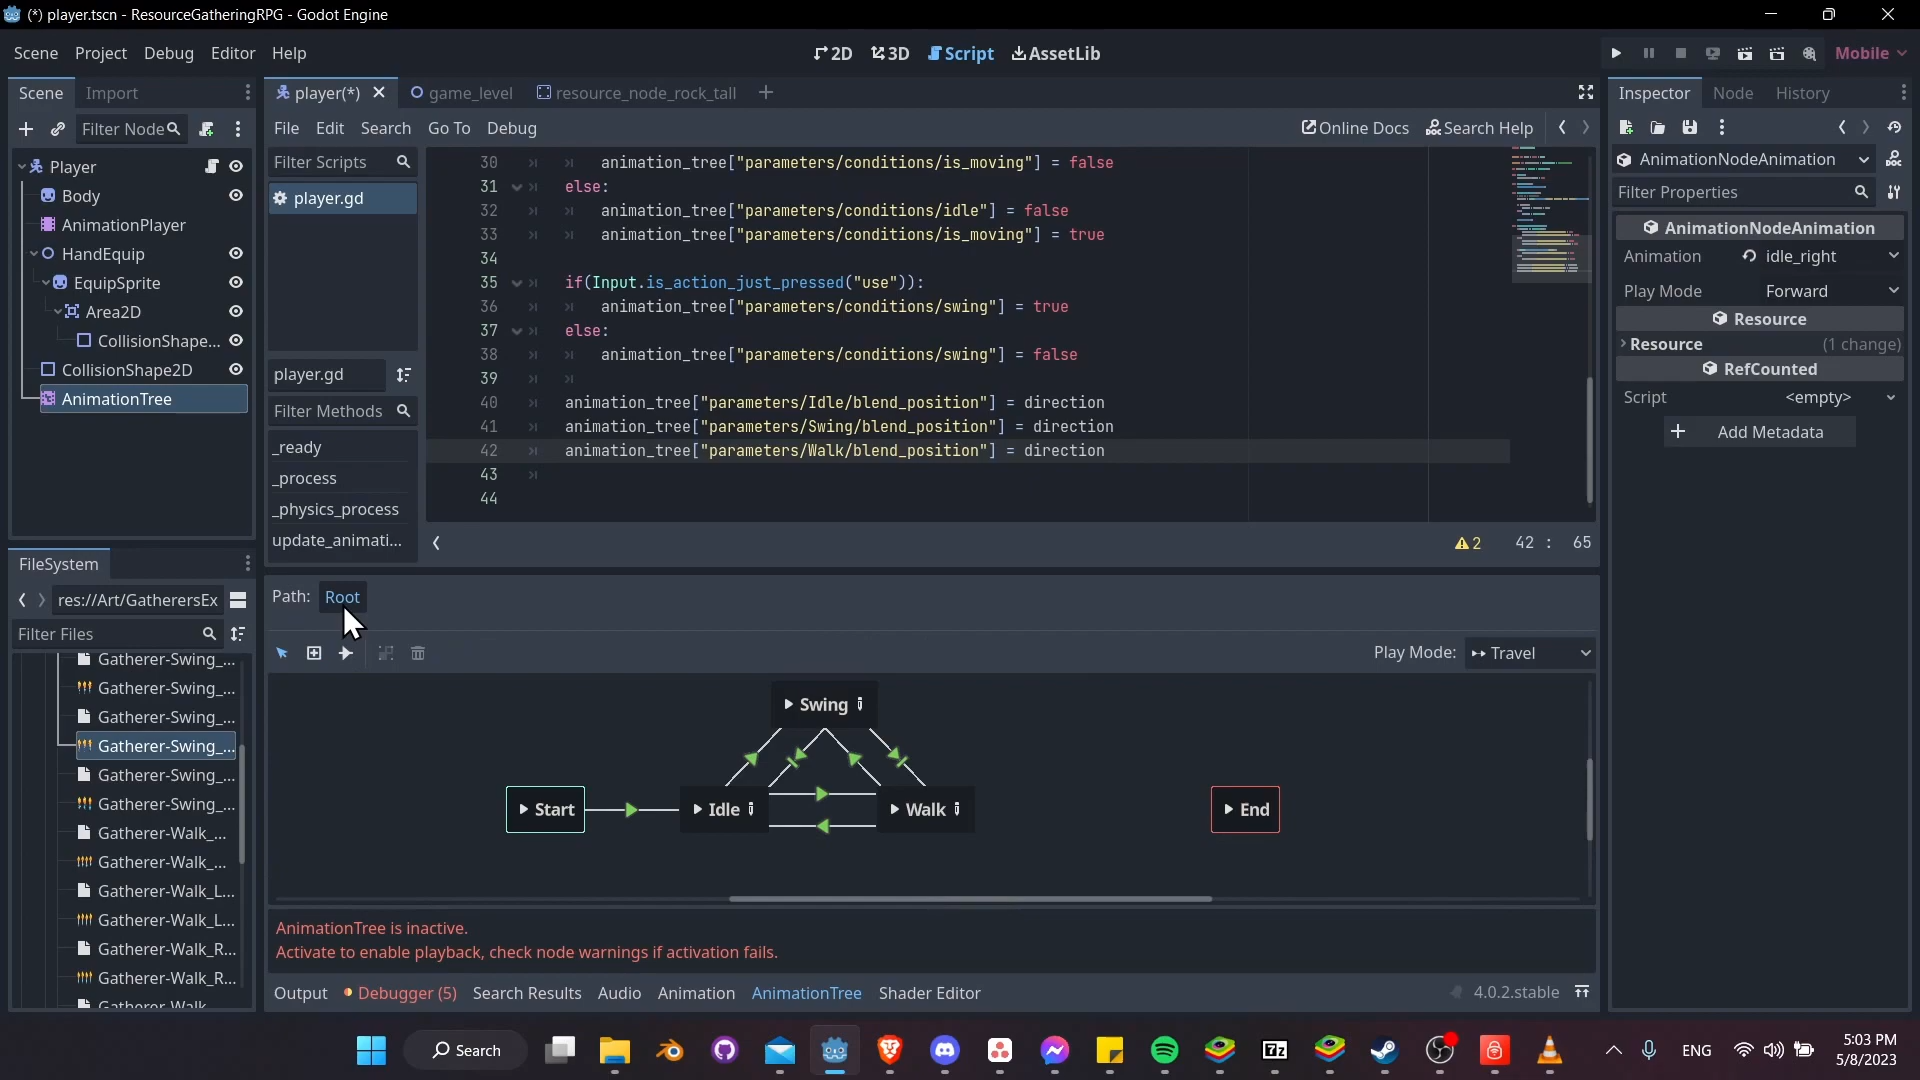 (*) player.tscn - ResourceGatheringRPG - Godot Engine
Scene Project Debug Editor Help
2D 3D Script AssetLib
Mobile
Scene Import
Filter Node
Player
Body
AnimationPlayer
HandEquip
EquipSprite
Area2D
CollisionShape...
CollisionShape2D
AnimationTree
FileSystem
res://Art/GatherersEx
Filter Files
Gatherer-Swing_...
Gatherer-Swing_...
Gatherer-Swing_...
Gatherer-Swing_...
Gatherer-Swing_...
Gatherer-Swing_...
Gatherer-Walk_...
Gatherer-Walk_...
Gatherer-Walk_L...
Gatherer-Walk_L...
Gatherer-Walk_R...
Gatherer-Walk_R...
Gatherer-Walk
player(*) game_level resource_node_rock_tall
File Edit Search Go To Debug
Online Docs Search Help
Filter Scripts
player.gd
player.gd
Filter Methods
_ready
_process
_physics_process
update_animati...
30 animation_tree["parameters/conditions/is_moving"] = false
31 else:
32 animation_tree["parameters/conditions/idle"] = false
33 animation_tree["parameters/conditions/is_moving"] = true
34
35 if(Input.is_action_just_pressed("use")):
36 animation_tree["parameters/conditions/swing"] = true
37 else:
38 animation_tree["parameters/conditions/swing"] = false
39
40 animation_tree["parameters/Idle/blend_position"] = direction
41 animation_tree["parameters/Swing/blend_position"] = direction
42 animation_tree["parameters/Walk/blend_position"] = direction
43
44
2 42 : 65
Path: Root
Play Mode: Travel
Swing
Start Idle Walk End
AnimationTree is inactive.
Activate to enable playback, check node warnings if activation fails.
Output Debugger (5) Search Results Audio Animation AnimationTree Shader Editor
4.0.2.stable
Inspector Node History
AnimationNodeAnimation
Filter Properties
AnimationNodeAnimation
Animation idle_right
Play Mode Forward
Resource
Resource (1 change)
RefCounted
Script <empty>
Add Metadata
Search
7z
ENG
5:03 PM
5/8/2023